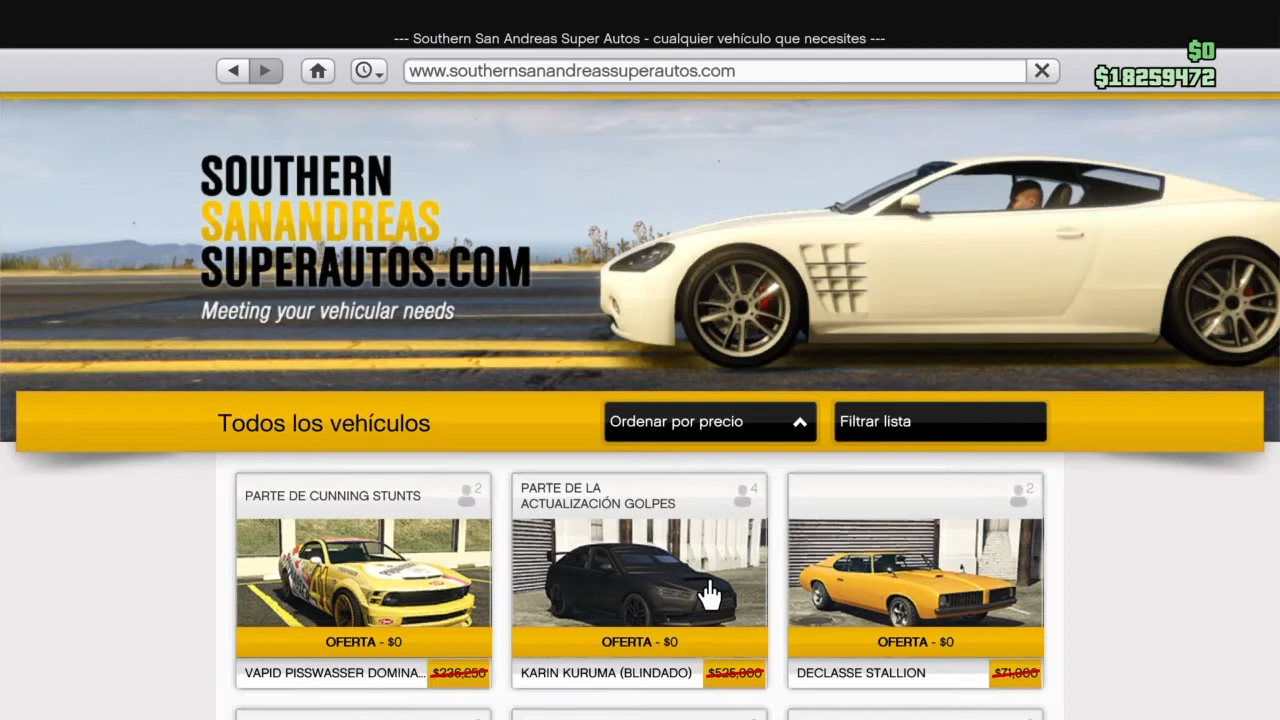 --- Southern San Andreas Super Autos - cualquier vehículo que necesites ---
$0
www.southernsanandreassuperautos.com
$18259472
SOUTHERN
SANANDREAS
SUPERAUTOS.COM
Meeting your vehicular needs
Todos los vehículos
Ordenar por precio
Filtrar lista
PARTE DE CUNNING STUNTS
2
PARTE DE LA
ACTUALIZACIÓN GOLPES
4
2
OFERTA - $0
OFERTA - $0
OFERTA - $0
VAPID PISSWASSER DOMINA... $236,250
KARIN KURUMA (BLINDADO) $525,000
DECLASSE STALLION $71,000